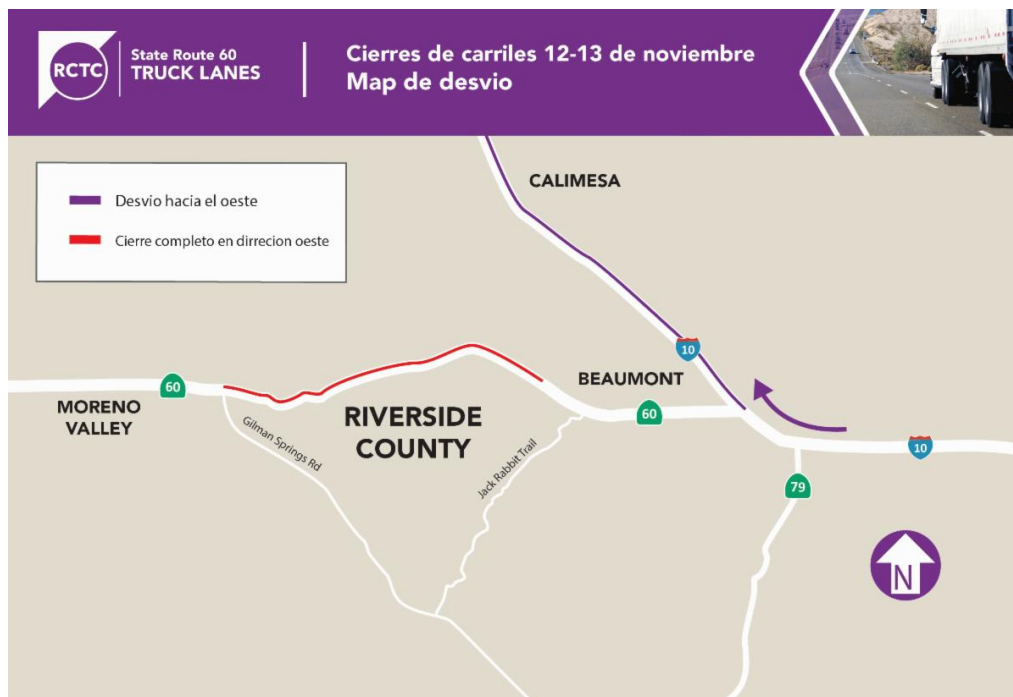 RCTC
State Route 60
TRUCK LANES
Cierres de carriles 12-13 de noviembre
Map de desvio
Desvio hacia el oeste
Cierre completo en dirrecion oeste
CALIMESA
10
BEAUMONT
60
MORENO
VALLEY
RIVERSIDE
COUNTY
60
Gilman Springs Rd
Jack Rabbit Trail
10
79
N